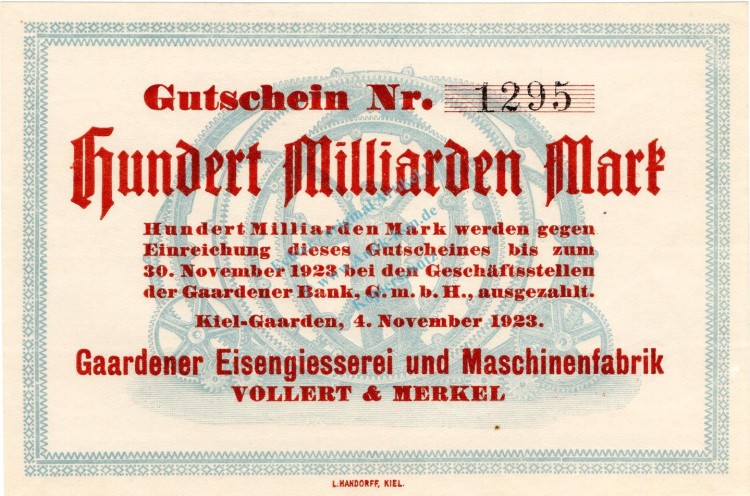 Gutschein Nr. 1295
Hundert Milliarden Mark
Hundert Milliarden Mark werden gegen
Einreichung dieses Gutscheines bis zum
30. November 1923 bei den Geschäftsstellen
der Gaardener Bank, G. m. b. H., ausgezahlt.
Kiel-Gaarden, 4. November 1923.
Gaardener Eisengiesserei und Maschinenfabrik
VOLLERT & MERKEL
L. HANDORFF, KIEL.